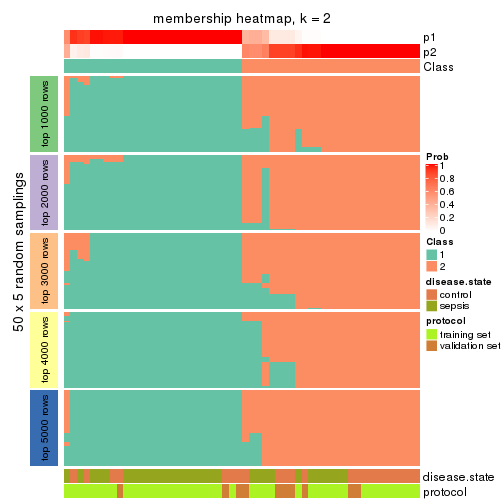 membership heatmap, k = 2
p1
p2
Class
50 x 5 random samplings
top 1000 rows
top 2000 rows
top 3000 rows
top 4000 rows
top 5000 rows
Prob
1
0.8
0.6
0.4
0.2
0
Class
1
2
disease.state
control
sepsis
protocol
training set
validation set
disease.state
protocol